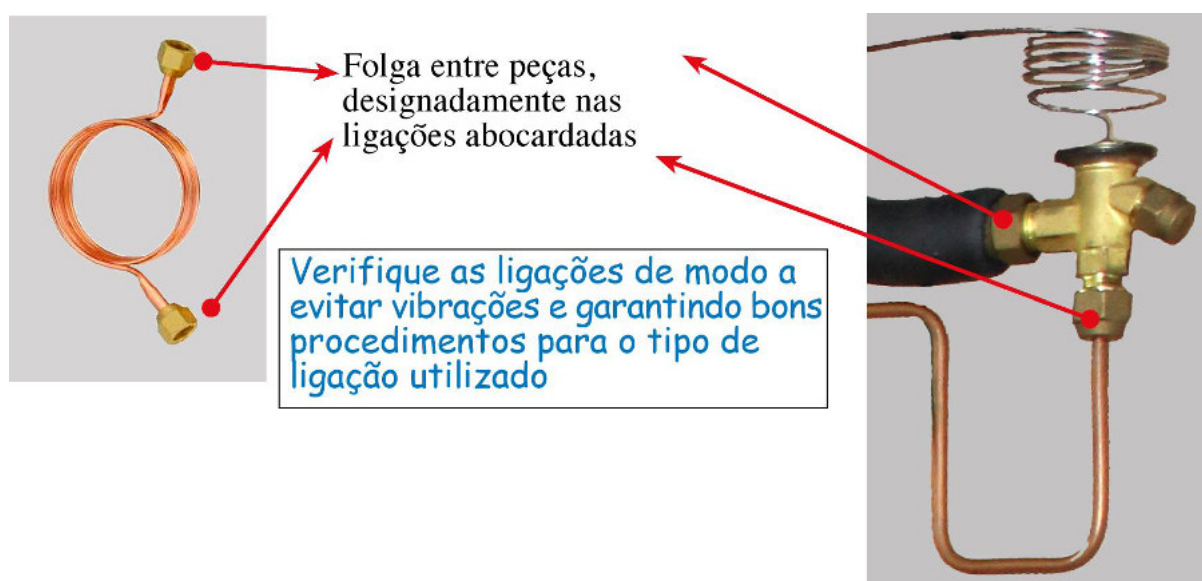 Folga entre peças,
designadamente nas
ligações abocardadas
Verifique as ligações de modo a
evitar vibrações e garantindo bons
procedimentos para o tipo de
ligação utilizado